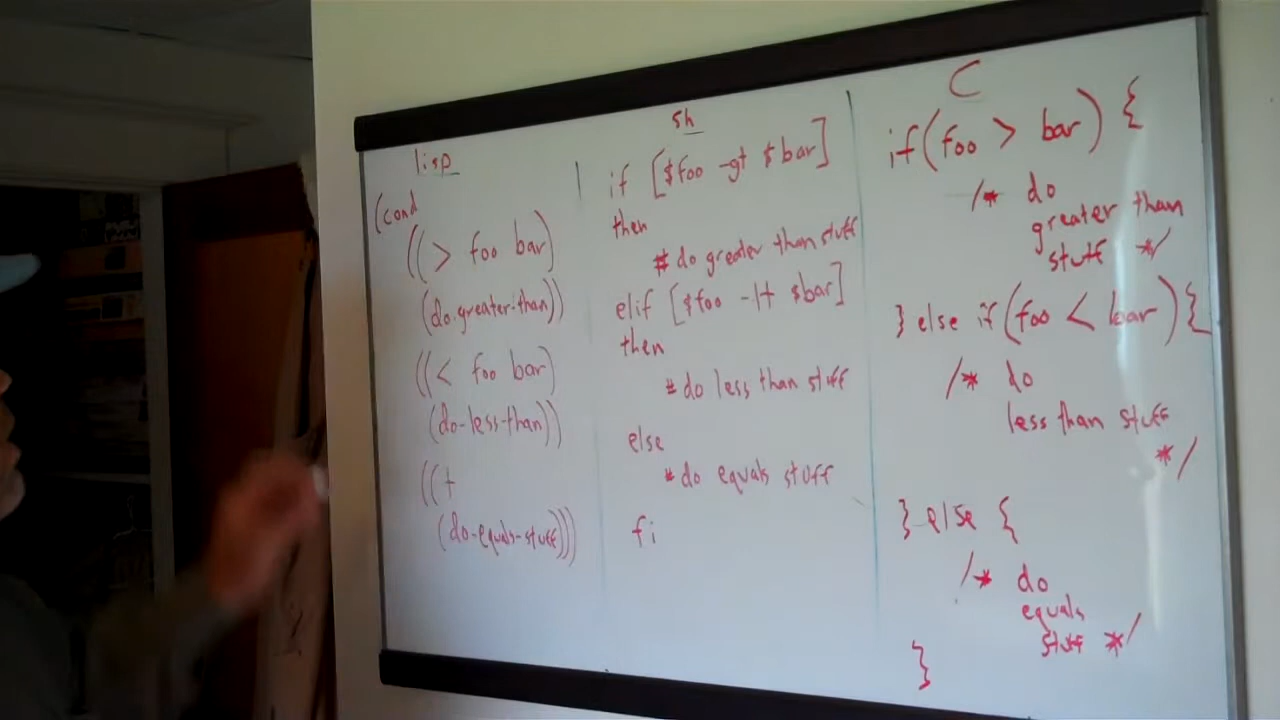 lisp
(cond
((> foo bar)
(do-greater-than))
((< foo bar)
(do-less-than))
((t
(do-equals-stuff)))
sh
if [$foo -gt $bar]
then
# do greater than stuff
elif [$foo -lt $bar]
then
# do less than stuff
else
# do equals stuff
fi
C
if(foo > bar) {
/* do
greater than
stuff */
} else if(foo < bar){
/* do
less than stuff
*/
} else {
/* do
equals
stuff */
}